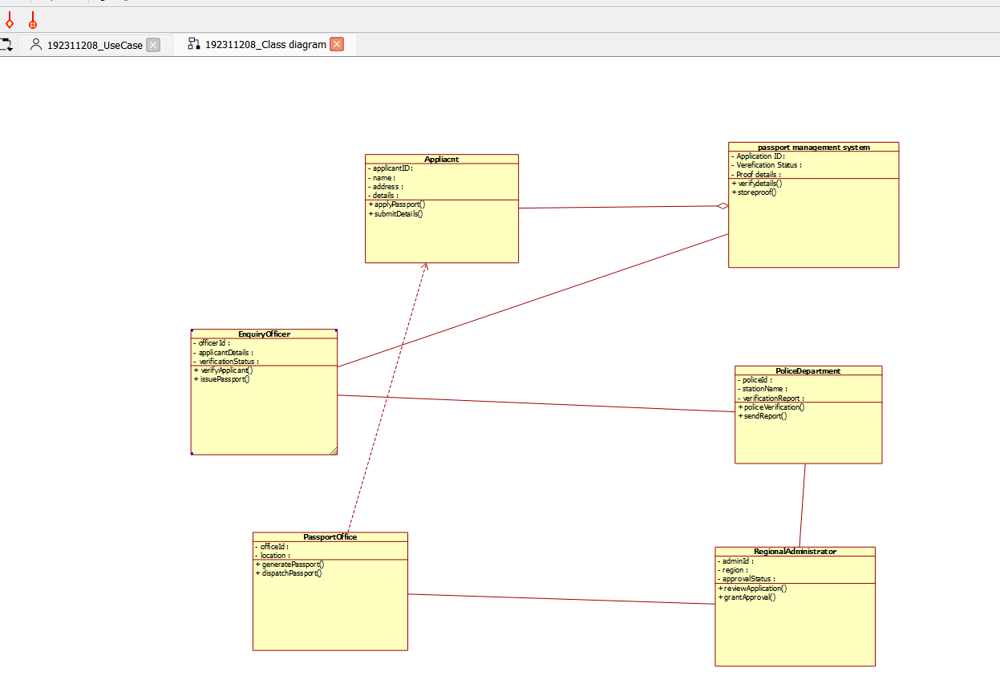 192311208_UseCase
192311208_Class diagram
Appliacnt
- applicantID :
- name :
- address :
- details :
+ applyPassport()
+ submitDetails()
passport management system
- Application ID :
- Verefication Status :
- Proof details :
+ verifydetails()
+ storeproof()
EnquiryOfficer
- officerId :
- applicantDetails :
- verificationStatus :
+ verifyApplicant()
+ issuePassport()
PoliceDepartment
- policeId :
- stationName :
- verificationReport :
+ policeVerification()
+ sendReport()
PassportOffice
- officeId :
- location :
+ generatePassport()
+ dispatchPassport()
RegionalAdministrator
- adminId :
- region :
- approvalStatus :
+ reviewApplication()
+ grantApproval()